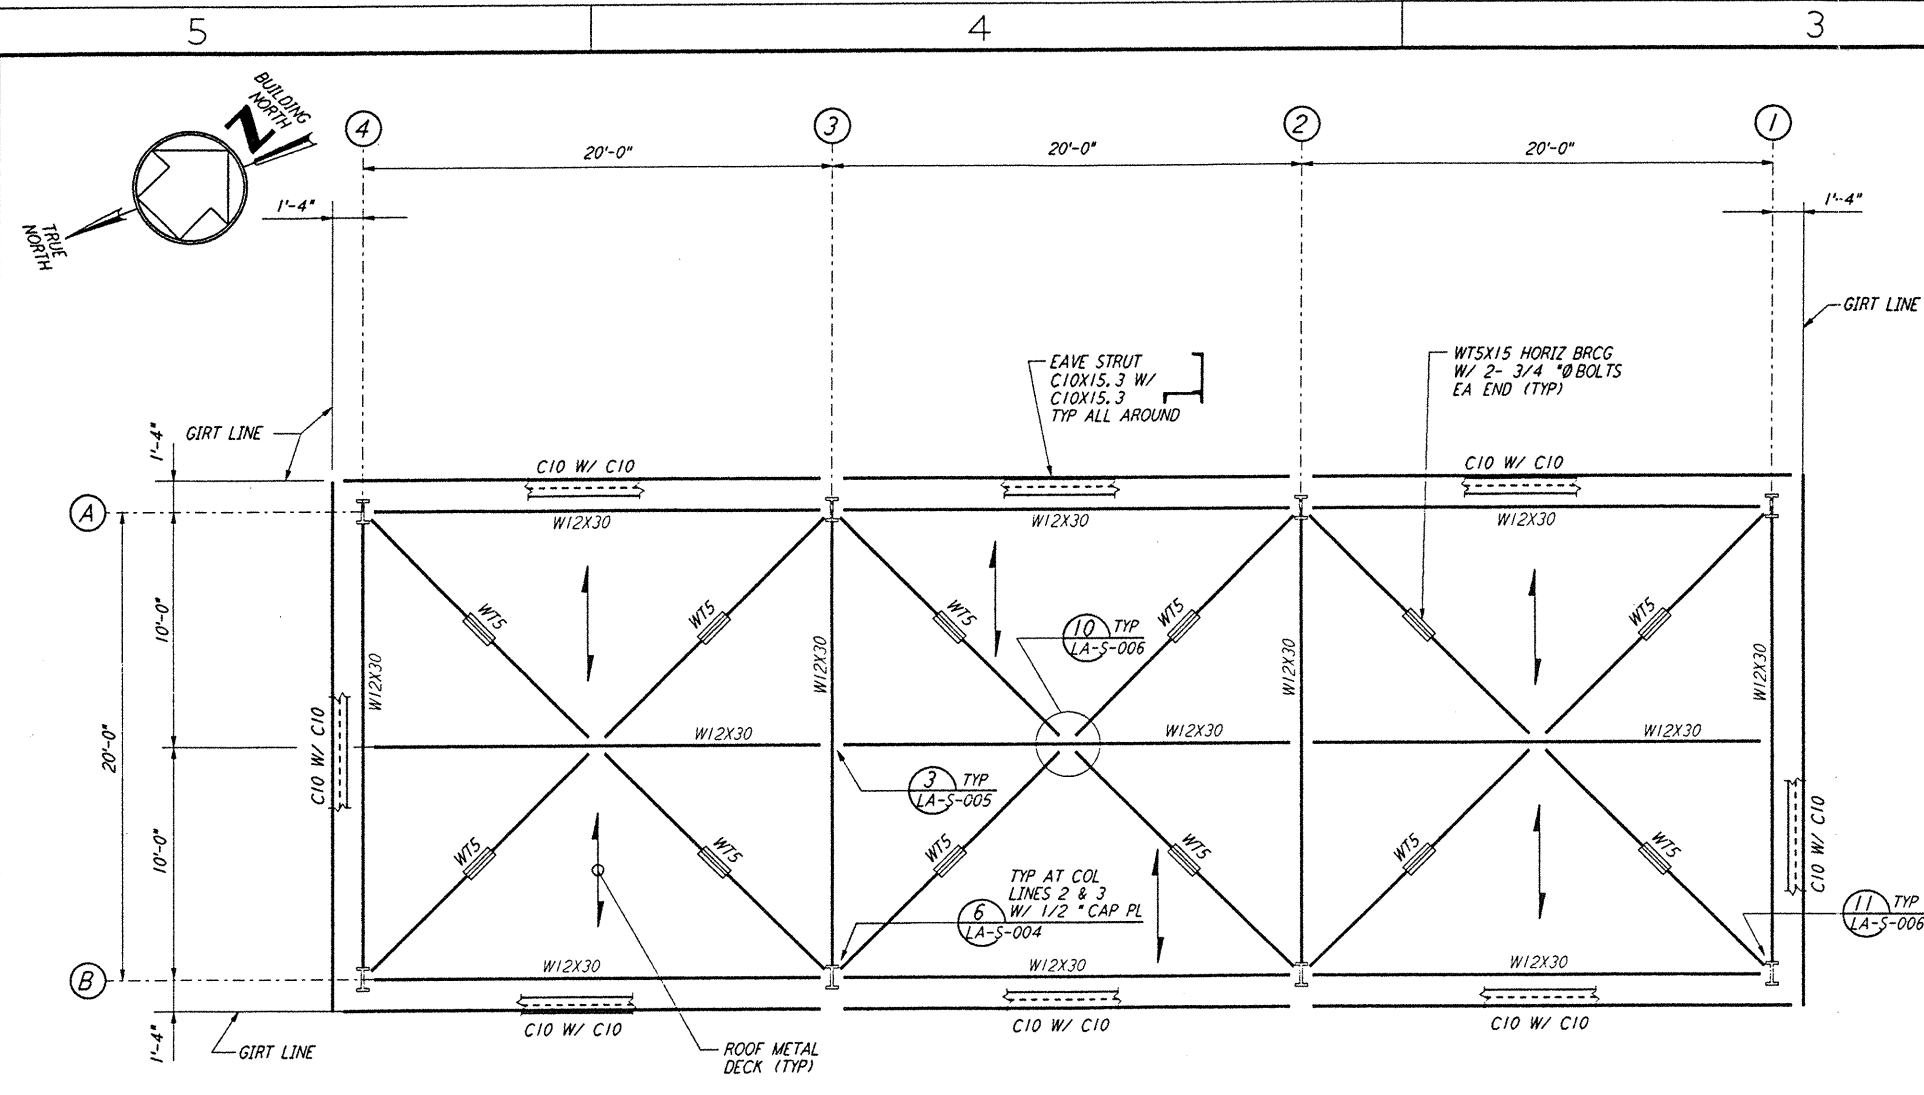 5
4
3
BUILDING
NORTH
N
TRUE
NORTH
4
3
2
1
20'-0"
20'-0"
20'-0"
1'-4"
1'-4"
GIRT LINE
EAVE STRUT
C10X15.3 W/
C10X15.3
TYP ALL AROUND
WT5X15 HORIZ BRCG
W/ 2- 3/4 "Ø BOLTS
EA END (TYP)
GIRT LINE
1'-4"
C10 W/ C10
C10 W/ C10
A
W12X30
W12X30
W12X30
WT5
WT5
WT5
WT5
WT5
10'-0"
10 TYP
LA-S-006
W12X30
W12X30
W12X30
W12X30
20'-0"
C10 W/ C10
W12X30
W12X30
W12X30
3 TYP
LA-S-005
10'-0"
WT5
WT5
WT5
WT5
WT5
WT5
C10 W/ C10
TYP AT COL
LINES 2 & 3
W/ 1/2 " CAP PL
6
LA-S-004
11 TYP
LA-S-006
B
W12X30
W12X30
W12X30
1'-4"
C10 W/ C10
C10 W/ C10
C10 W/ C10
GIRT LINE
ROOF METAL
DECK (TYP)